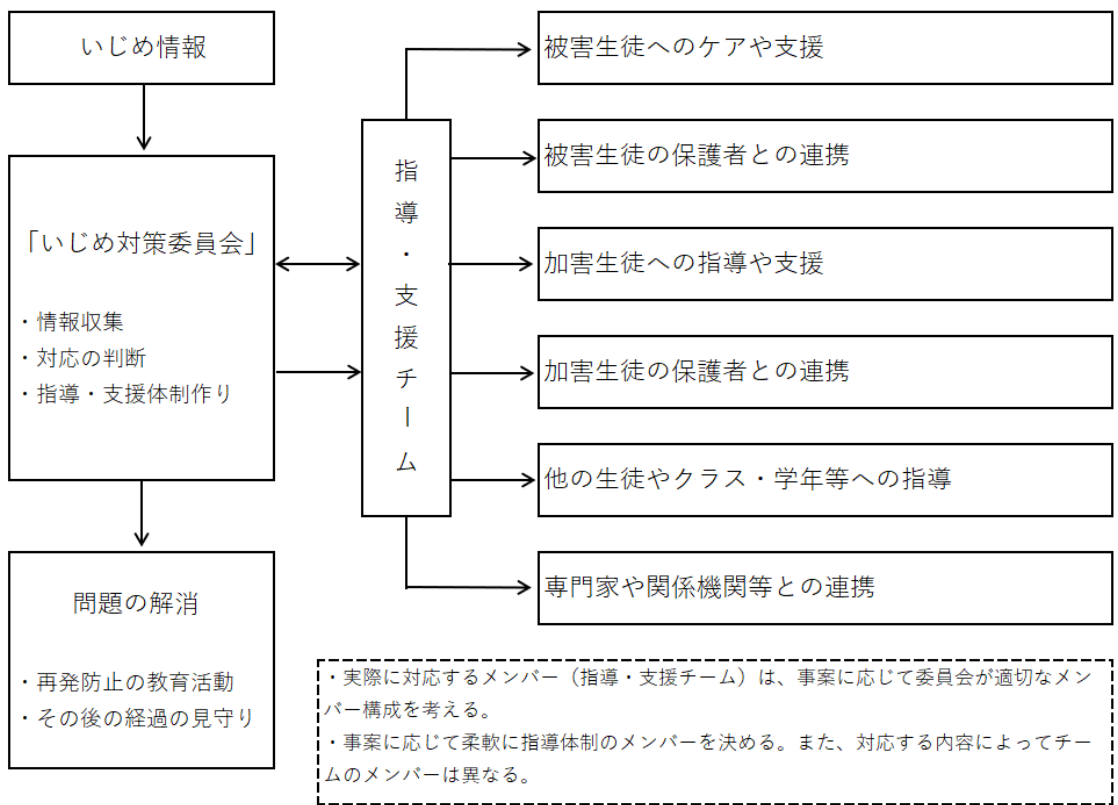 いじめ情報
「いじめ対策委員会」
・情報収集
・対応の判断
・指導・支援体制作り
問題の解消
・再発防止の教育活動
・その後の経過の見守り
指導・支援チーム
被害生徒へのケアや支援
被害生徒の保護者との連携
加害生徒への指導や支援
加害生徒の保護者との連携
他の生徒やクラス・学年等への指導
専門家や関係機関等との連携
・実際に対応するメンバー（指導・支援チーム）は、事案に応じて委員会が適切なメン
バー構成を考える。
・事案に応じて柔軟に指導体制のメンバーを決める。また、対応する内容によってチー
ムのメンバーは異なる。